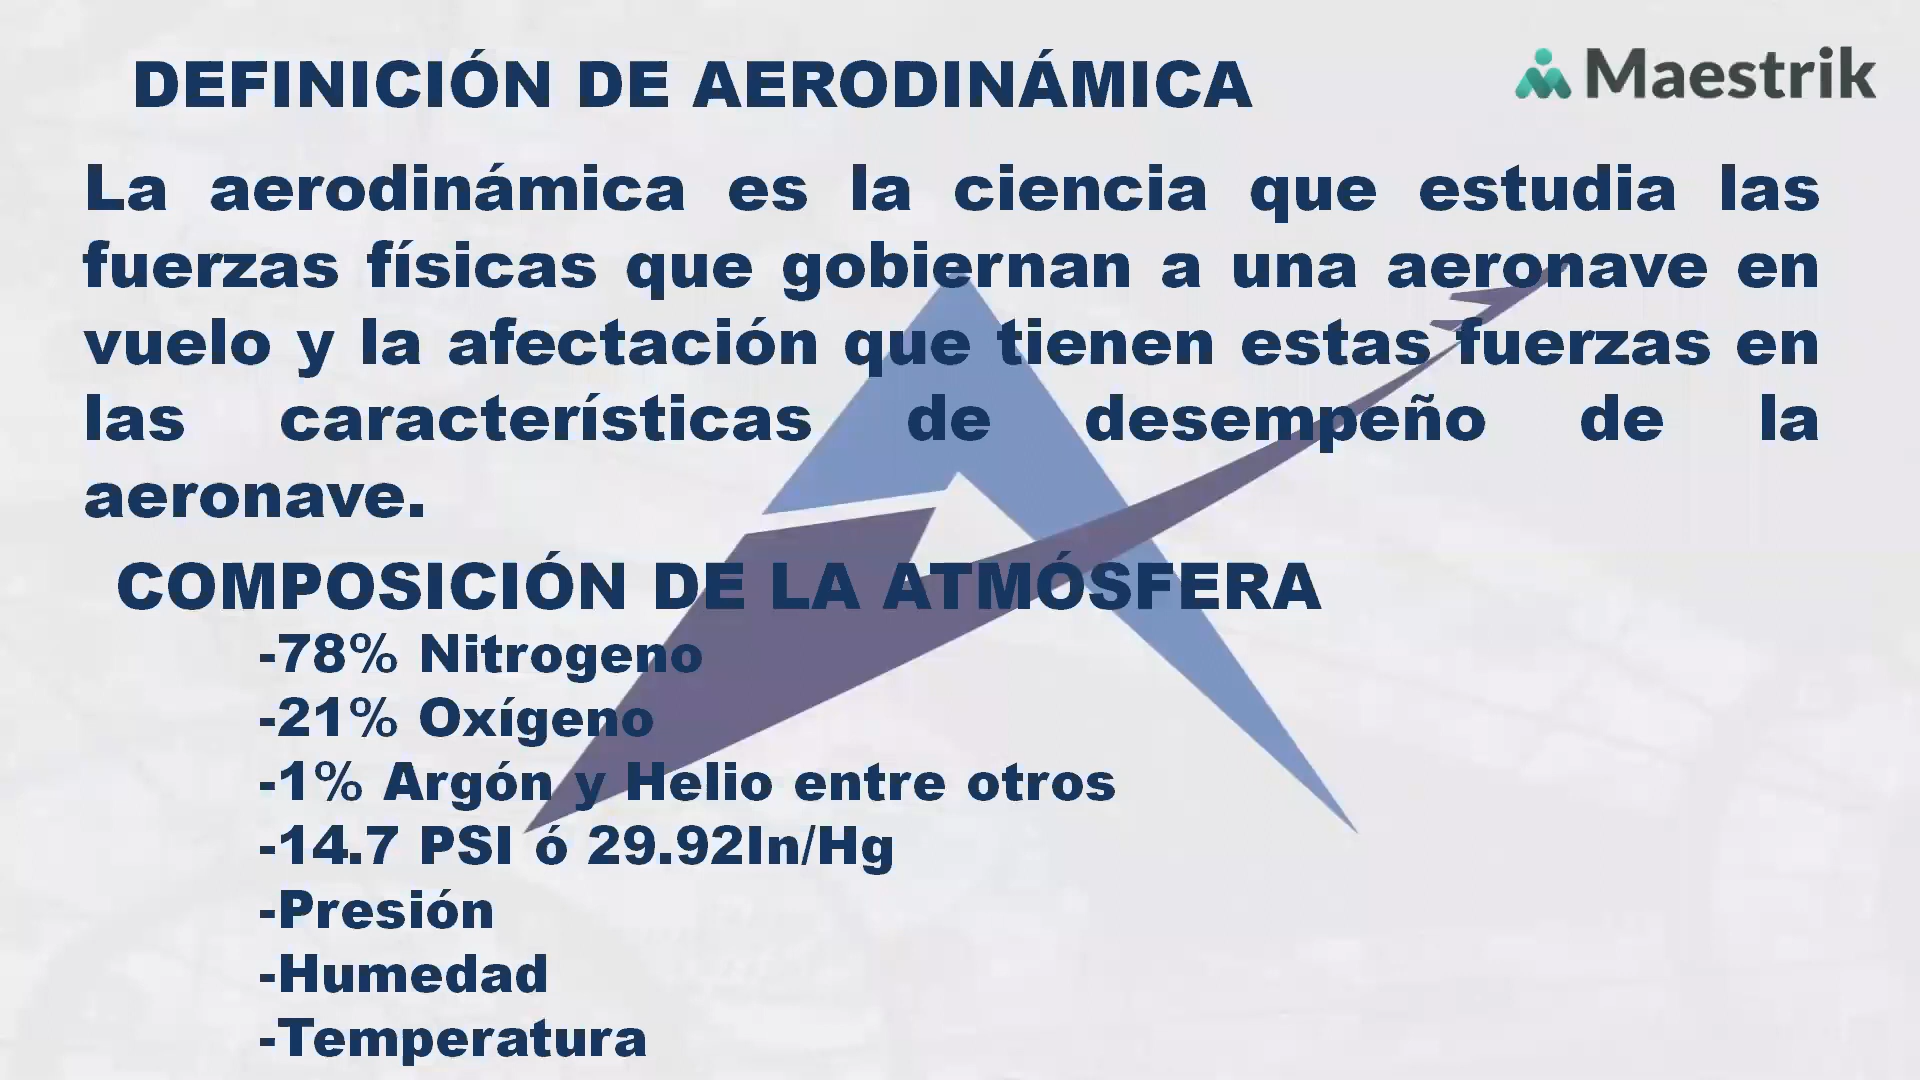 DEFINICIÓN DE AERODINÁMICA
Maestrik
La aerodinámica es la ciencia que estudia las
fuerzas físicas que gobiernan a una aeronave en
vuelo y la afectación que tienen estas fuerzas en
las características de desempeño de la
aeronave.
COMPOSICIÓN DE LA ATMÓSFERA
-78% Nitrogeno
-21% Oxígeno
-1% Argón y Helio entre otros
-14.7 PSI ó 29.92In/Hg
-Presión
-Humedad
-Temperatura